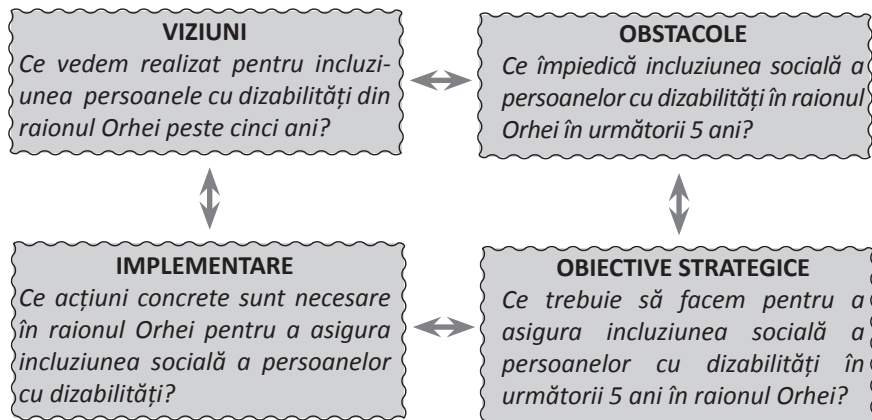 VIZIUNI
Ce vedem realizat pentru incluzi-
unea persoanele cu dizabilități din
raionul Orhei peste cinci ani?
OBSTACOLE
Ce împiedică incluziunea socială a
persoanelor cu dizabilități în raionul
Orhei în următorii 5 ani?
IMPLEMENTARE
Ce acțiuni concrete sunt necesare
în raionul Orhei pentru a asigura
incluziunea socială a persoanelor
cu dizabilități?
OBIECTIVE STRATEGICE
Ce trebuie să facem pentru a
asigura incluziunea socială a
persoanelor cu dizabilități în
următorii 5 ani în raionul Orhei?